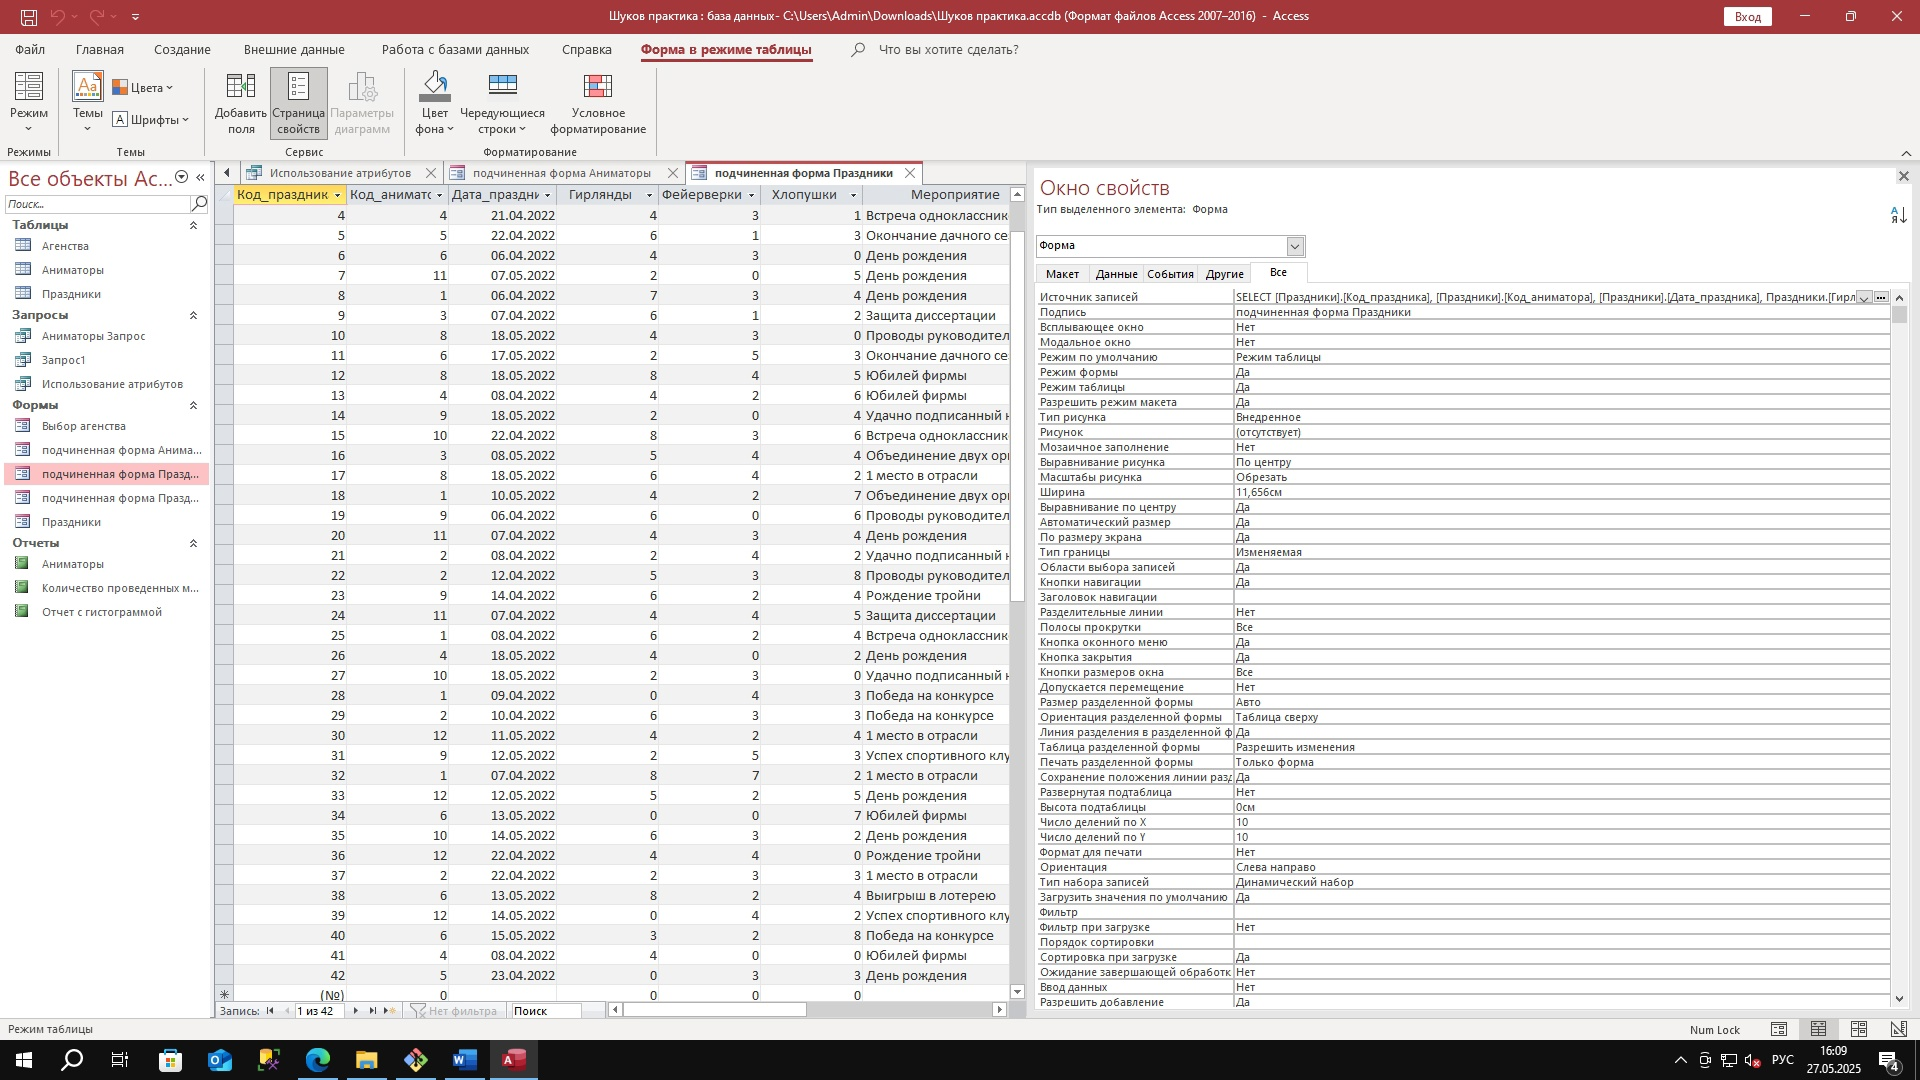 Шуков практика : база данных- C:\Users\Admin\Downloads\Шуков практика.accdb (Формат файлов Access 2007–2016) - Access
Вход
Файл Главная Создание Внешние данные Работа с базами данных Справка Форма в режиме таблицы Что вы хотите сделать?
Режим
Темы
Цвета
Шрифты
Добавить поля
Страница свойств
Параметры диаграмм
Цвет фона
Чередующиеся строки
Условное форматирование
Режимы Темы Сервис Форматирование
Все объекты Ac...
Поиск...
Таблицы
Агенства
Аниматоры
Праздники
Запросы
Аниматоры Запрос
Запрос1
Использование атрибутов
Формы
Выбор агенства
подчиненная форма Анима...
подчиненная форма Празд...
подчиненная форма Празд...
Праздники
Отчеты
Аниматоры
Количество проведенных м...
Отчет с гистограммой
Использование атрибутов подчиненная форма Аниматоры подчиненная форма Праздники
Код_праздник Код_аниматс Дата_праздни Гирлянды Фейерверки Хлопушки Мероприятие
4 4 21.04.2022 4 3 1 Встреча одноклассник
5 5 22.04.2022 6 1 3 Окончание дачного се
6 6 06.04.2022 4 3 0 День рождения
7 11 07.05.2022 2 0 5 День рождения
8 1 06.04.2022 7 3 4 День рождения
9 3 07.04.2022 6 1 2 Защита диссертации
10 8 18.05.2022 4 3 0 Проводы руководител
11 6 17.05.2022 2 5 3 Окончание дачного се
12 8 18.05.2022 8 4 5 Юбилей фирмы
13 4 08.04.2022 4 2 6 Юбилей фирмы
14 9 18.05.2022 2 0 4 Удачно подписанный к
15 10 22.04.2022 8 3 6 Встреча одноклассник
16 3 08.05.2022 5 4 4 Объединение двух орг
17 8 18.05.2022 6 4 2 1 место в отрасли
18 1 10.05.2022 4 2 7 Объединение двух орг
19 9 06.04.2022 6 0 6 Проводы руководител
20 11 07.04.2022 4 3 4 День рождения
21 2 08.04.2022 2 4 2 Удачно подписанный к
22 2 12.04.2022 5 3 8 Проводы руководител
23 9 14.04.2022 6 2 4 Рождение тройни
24 11 07.04.2022 4 4 5 Защита диссертации
25 1 08.04.2022 6 2 4 Встреча одноклассник
26 4 18.05.2022 4 0 2 День рождения
27 10 18.05.2022 2 3 0 Удачно подписанный к
28 1 09.04.2022 0 4 3 Победа на конкурсе
29 2 10.04.2022 6 3 3 Победа на конкурсе
30 12 11.05.2022 4 2 4 1 место в отрасли
31 9 12.05.2022 2 5 3 Успех спортивного клу
32 1 07.04.2022 8 7 2 1 место в отрасли
33 12 12.05.2022 5 2 5 День рождения
34 6 13.05.2022 0 0 7 Юбилей фирмы
35 10 14.05.2022 6 3 2 День рождения
36 12 22.04.2022 4 4 0 Рождение тройни
37 2 22.04.2022 2 3 3 1 место в отрасли
38 6 13.05.2022 8 2 4 Выигрыш в лотерею
39 12 14.05.2022 0 4 2 Успех спортивного клу
40 6 15.05.2022 3 2 8 Победа на конкурсе
41 4 08.04.2022 4 0 0 Юбилей фирмы
42 5 23.04.2022 0 3 3 День рождения
(№) 0 0 0 0
Запись: 1 из 42 Нет фильтра Поиск
Окно свойств
Тип выделенного элемента: Форма
Форма
Макет Данные События Другие Все
Источник записей SELECT [Праздники].[Код_праздника], [Праздники].[Код_аниматора], [Праздники].[Дата_праздника], Праздники.[Гирл
Подпись подчиненная форма Праздники
Всплывающее окно Нет
Модальное окно Нет
Режим по умолчанию Режим таблицы
Режим формы Да
Режим таблицы Да
Разрешить режим макета Да
Тип рисунка Внедренное
Рисунок (отсутствует)
Мозаичное заполнение Нет
Выравнивание рисунка По центру
Масштабы рисунка Обрезать
Ширина 11,656см
Выравнивание по центру Да
Автоматический размер Да
По размеру экрана Да
Тип границы Изменяемая
Области выбора записей Да
Кнопки навигации Да
Заголовок навигации
Разделительные линии Нет
Полосы прокрутки Все
Кнопка оконного меню Да
Кнопка закрытия Да
Кнопки размеров окна Все
Допускается перемещение Нет
Размер разделенной формы Авто
Ориентация разделенной формы Таблица сверху
Линия разделения в разделенной ф Да
Таблица разделенной формы Разрешить изменения
Печать разделенной формы Только форма
Сохранение положения линии разд Да
Развернутая подтаблица Нет
Высота подтаблицы 0см
Число делений по X 10
Число делений по Y 10
Формат для печати Нет
Ориентация Слева направо
Тип набора записей Динамический набор
Загрузить значения по умолчанию Да
Фильтр
Фильтр при загрузке Нет
Порядок сортировки
Сортировка при загрузке Да
Ожидание завершающей обработк Нет
Ввод данных Нет
Разрешить добавление Да
Режим таблицы
Num Lock
РУС
16:09
27.05.2025
4